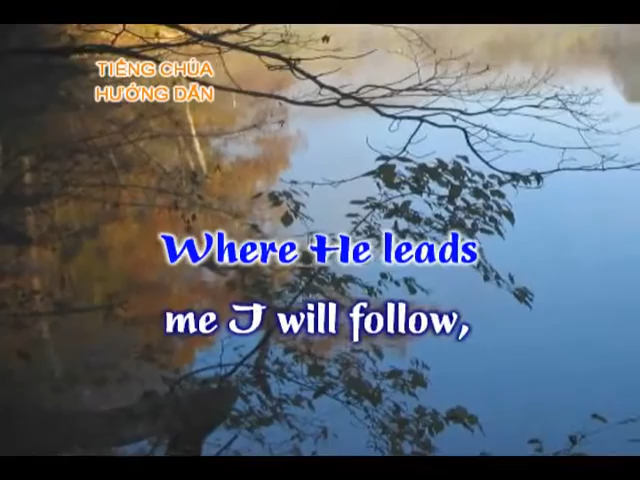 TIẾNG CHÚA
HƯỚNG DẪN
Where He leads
me I will follow,